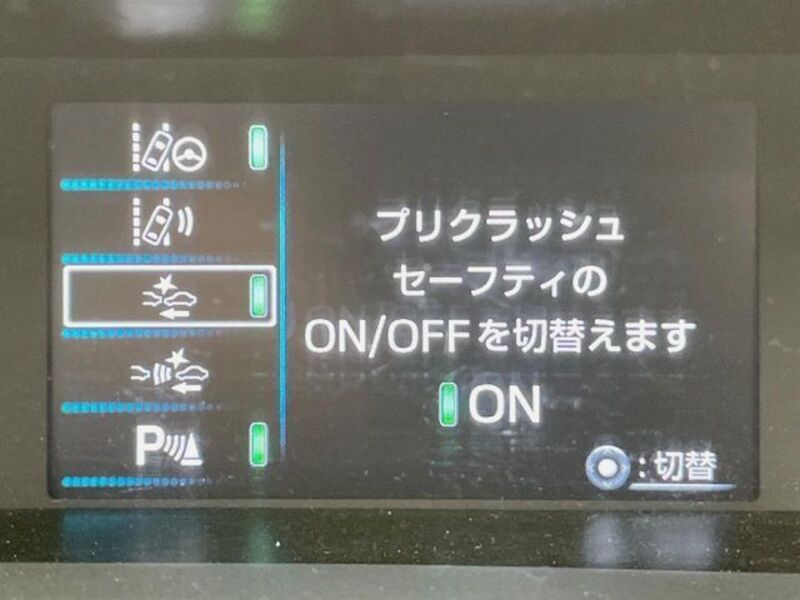 プリクラッシュ
セーフティの
ON/OFFを切替えます
ON
P
:切替